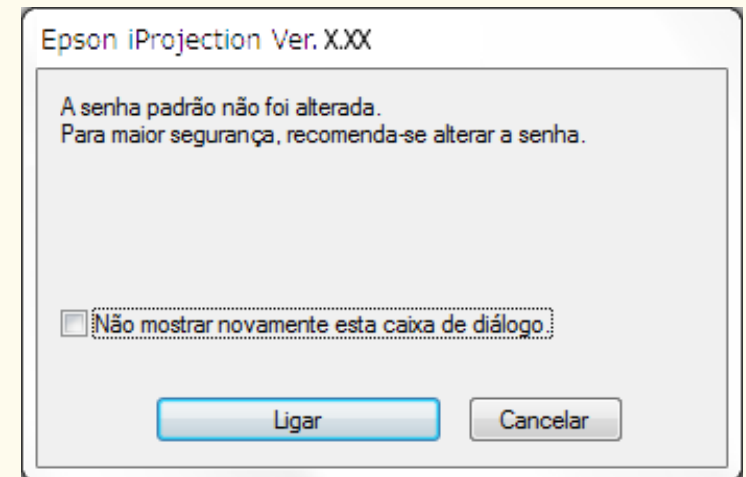 Epson iProjection Ver. X.XX
A senha padrão não foi alterada.
Para maior segurança, recomenda-se alterar a senha.
Não mostrar novamente esta caixa de diálogo.
Ligar
Cancelar